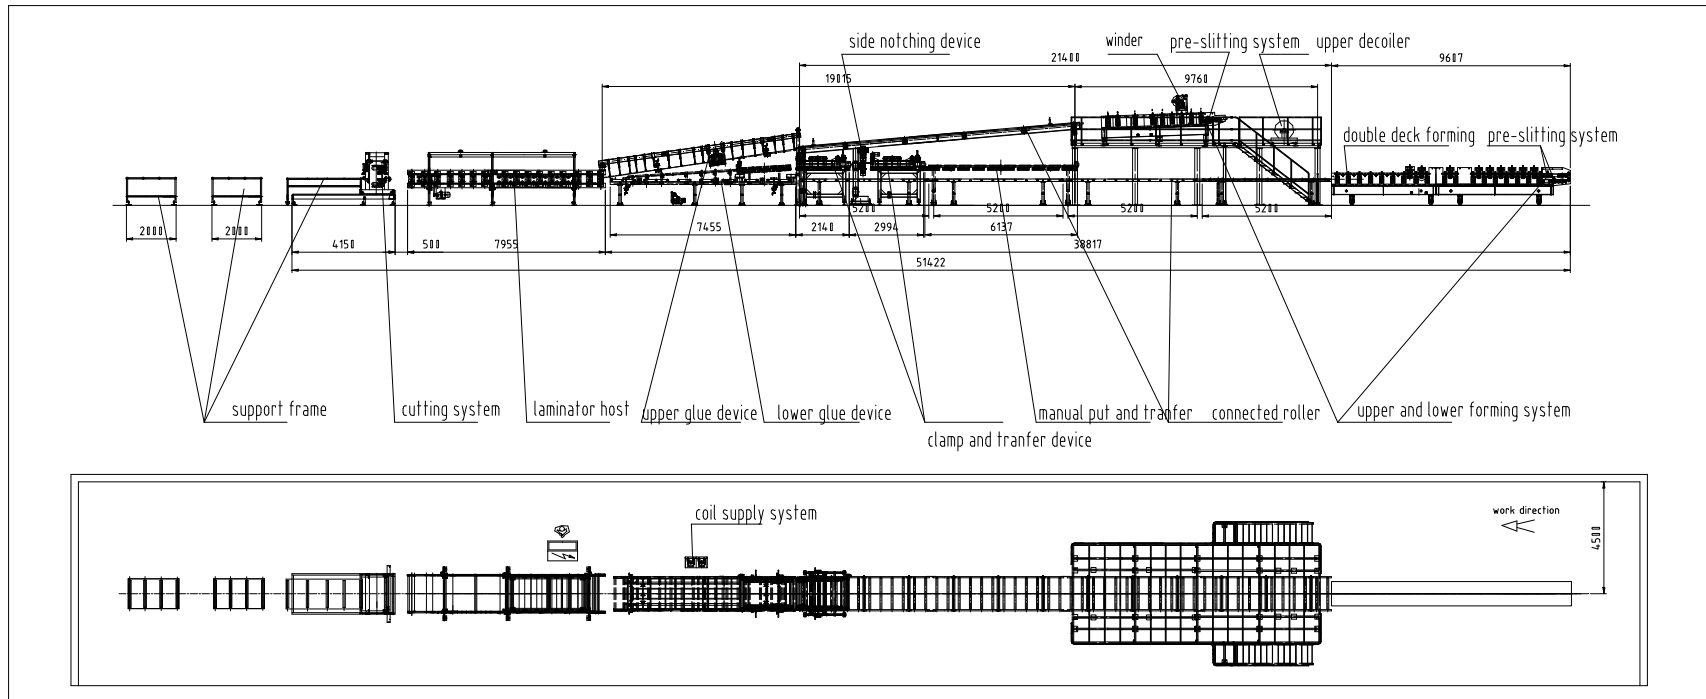 side notching device
winder
pre-slitting system
upper decoiler
21400
9607
19015
9760
double deck forming
pre-slitting system
5200
5200
5200
5200
2000
2000
4150
500
7955
7455
2140
2994
6137
38817
51422
support frame
cutting system
laminator host
upper glue device
lower glue device
manual put and tranfer
connected roller
upper and lower forming system
clamp and tranfer device
coil supply system
work direction
4500